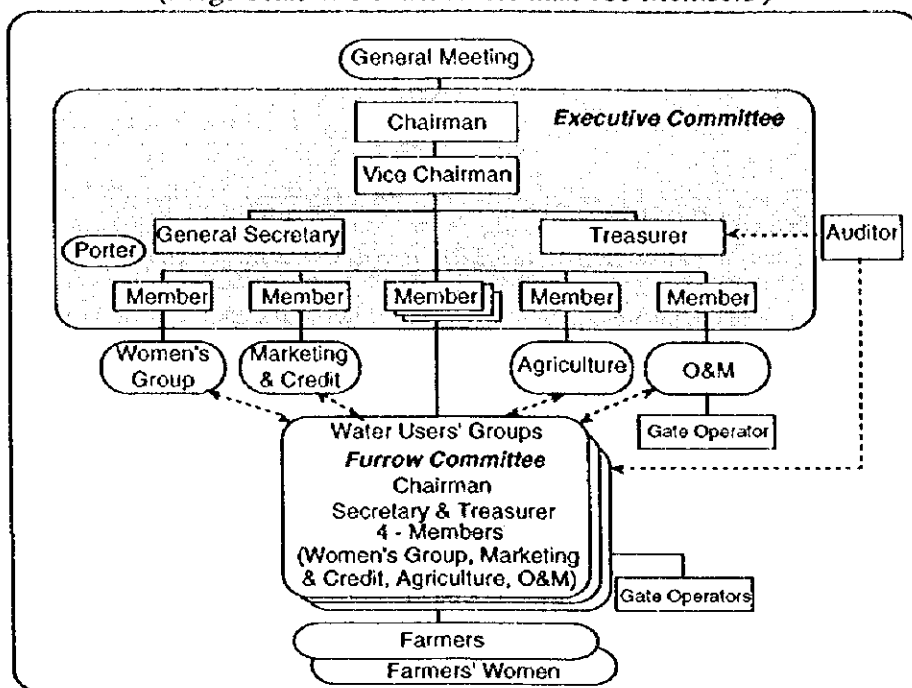 General Meeting
Executive Committee
Chairman
Vice Chairman
General Secretary
Treasurer
Auditor
Porter
Member
Member
Member
Member
Member
Women's
Group
Marketing
& Credit
Agriculture
O&M
Gate Operator
Water Users' Groups
Furrow Committee
Chairman
Secretary & Treasurer
4 - Members
(Women's Group, Marketing
& Credit, Agriculture, O&M)
Gate Operators
Farmers
Farmers' Women